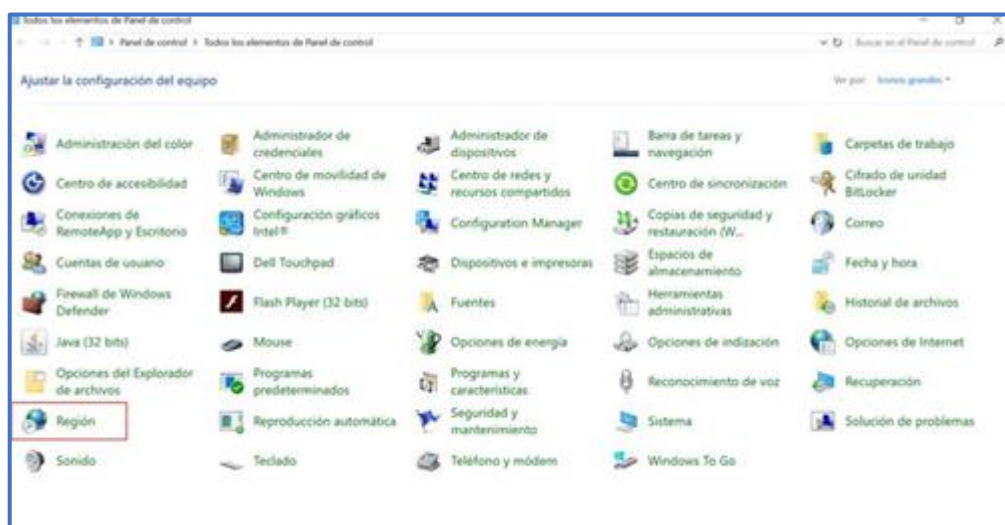 Todos los elementos de Panel de control
Panel de control Todos los elementos de Panel de control
Buscar en el Panel de control
Ajustar la configuración del equipo
Ver por: Iconos grandes
Administración del color
Administrador de
credenciales
Administrador de
dispositivos
Barra de tareas y
navegación
Carpetas de trabajo
Centro de accesibilidad
Centro de movilidad de
Windows
Centro de redes y
recursos compartidos
Centro de sincronización
Cifrado de unidad
BitLocker
Conexiones de
RemoteApp y Escritorio
Configuración gráficos
Intel®
Configuration Manager
Copias de seguridad y
restauración (W...
Correo
Cuentas de usuario
Dell Touchpad
Dispositivos e impresoras
Espacios de
almacenamiento
Fecha y hora
Firewall de Windows
Defender
Flash Player (32 bits)
Fuentes
Herramientas
administrativas
Historial de archivos
Java (32 bits)
Mouse
Opciones de energía
Opciones de indización
Opciones de Internet
Opciones del Explorador
de archivos
Programas
predeterminados
Programas y
características
Reconocimiento de voz
Recuperación
Región
Reproducción automática
Seguridad y
mantenimiento
Sistema
Solución de problemas
Sonido
Teclado
Teléfono y módem
Windows To Go